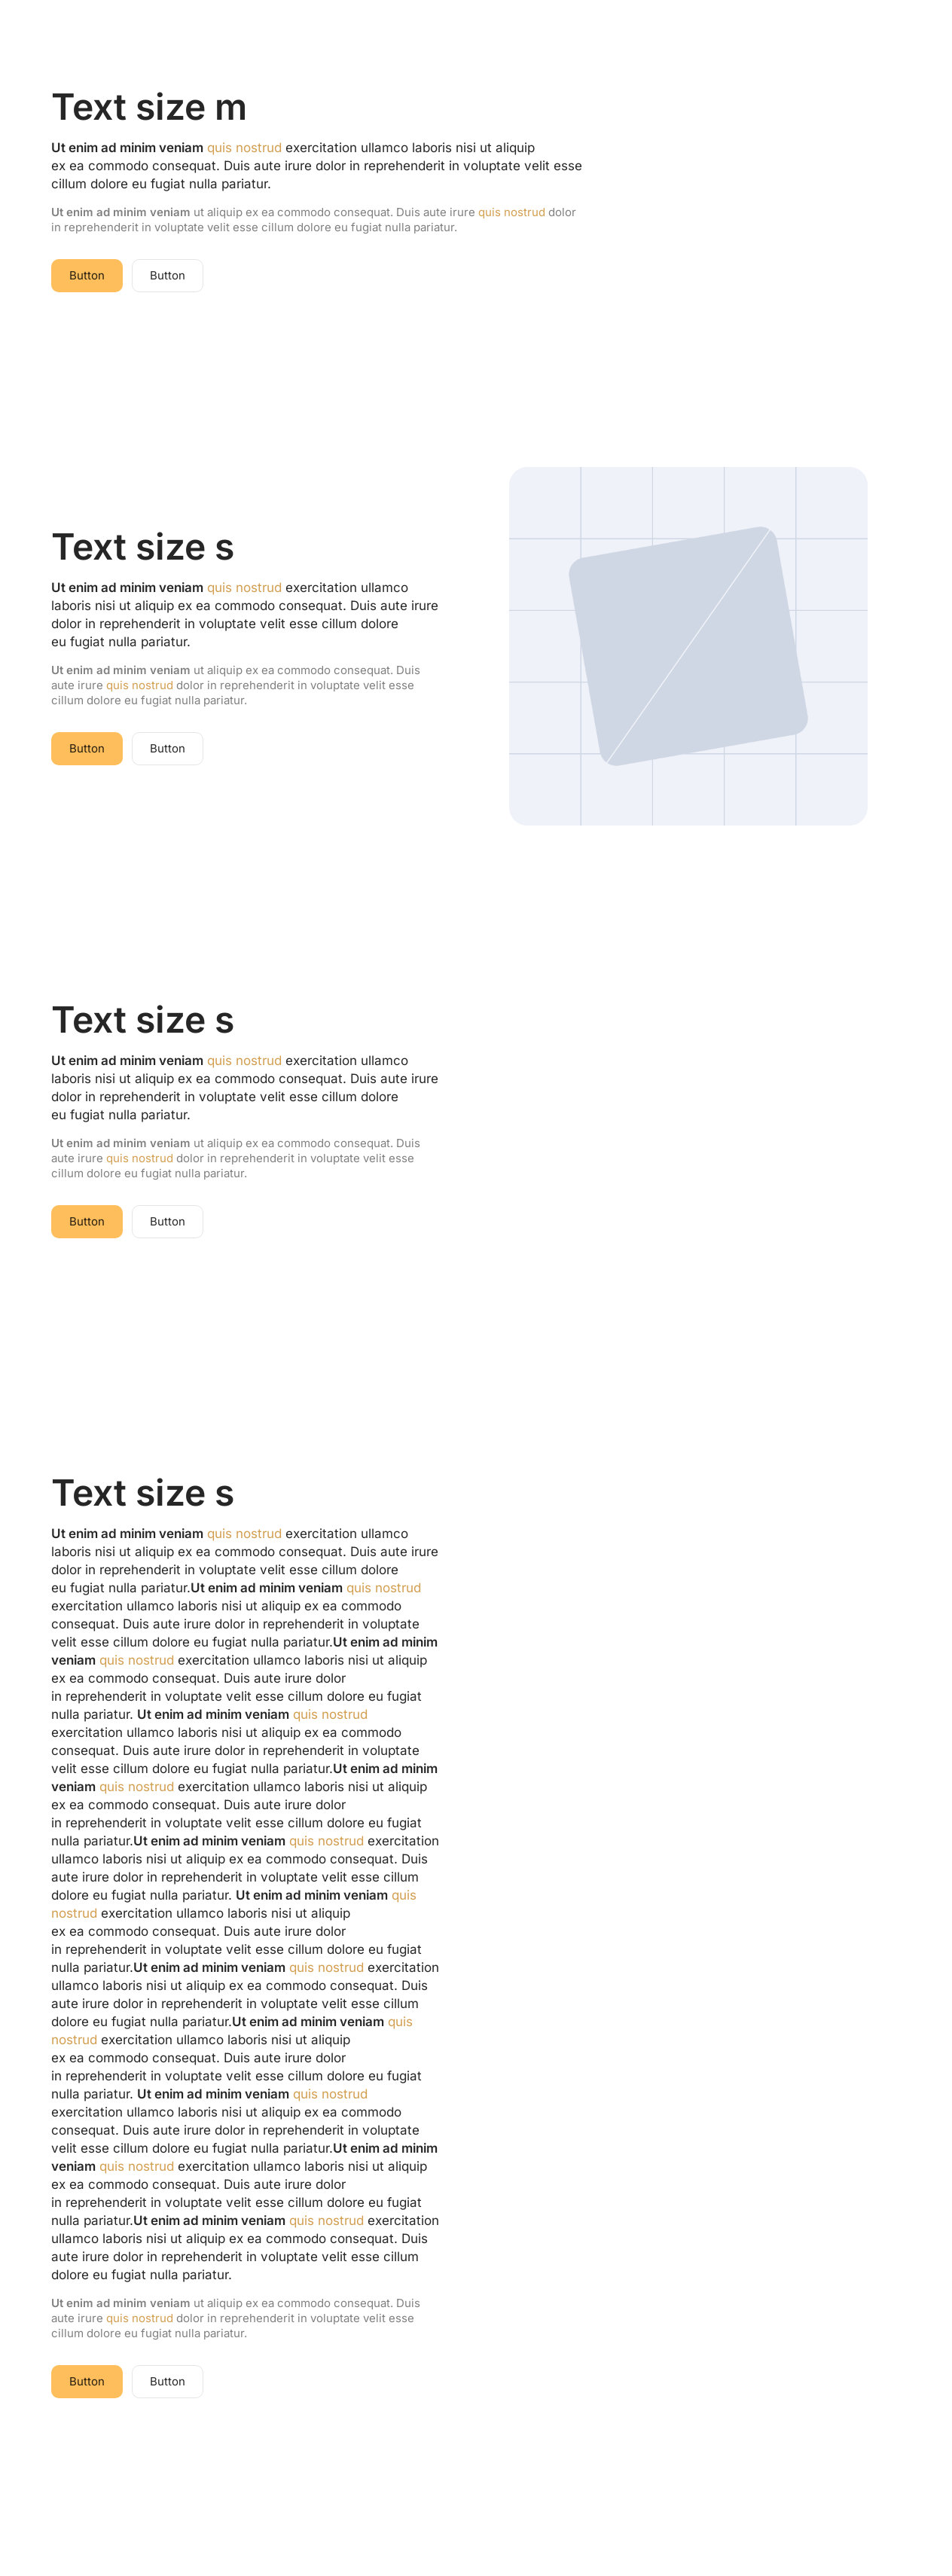 Text size m
Ut enim ad minim veniam quis nostrud exercitation ullamco laboris nisi ut aliquip
ex ea commodo consequat. Duis aute irure dolor in reprehenderit in voluptate velit esse
cillum dolore eu fugiat nulla pariatur.
Ut enim ad minim veniam ut aliquip ex ea commodo consequat. Duis aute irure quis nostrud dolor
in reprehenderit in voluptate velit esse cillum dolore eu fugiat nulla pariatur.
Button Button
Text size s
Ut enim ad minim veniam quis nostrud exercitation ullamco
laboris nisi ut aliquip ex ea commodo consequat. Duis aute irure
dolor in reprehenderit in voluptate velit esse cillum dolore
eu fugiat nulla pariatur.
Ut enim ad minim veniam ut aliquip ex ea commodo consequat. Duis
aute irure quis nostrud dolor in reprehenderit in voluptate velit esse
cillum dolore eu fugiat nulla pariatur.
Button Button
Text size s
Ut enim ad minim veniam quis nostrud exercitation ullamco
laboris nisi ut aliquip ex ea commodo consequat. Duis aute irure
dolor in reprehenderit in voluptate velit esse cillum dolore
eu fugiat nulla pariatur.
Ut enim ad minim veniam ut aliquip ex ea commodo consequat. Duis
aute irure quis nostrud dolor in reprehenderit in voluptate velit esse
cillum dolore eu fugiat nulla pariatur.
Button Button
Text size s
Ut enim ad minim veniam quis nostrud exercitation ullamco
laboris nisi ut aliquip ex ea commodo consequat. Duis aute irure
dolor in reprehenderit in voluptate velit esse cillum dolore
eu fugiat nulla pariatur.Ut enim ad minim veniam quis nostrud
exercitation ullamco laboris nisi ut aliquip ex ea commodo
consequat. Duis aute irure dolor in reprehenderit in voluptate
velit esse cillum dolore eu fugiat nulla pariatur.Ut enim ad minim
veniam quis nostrud exercitation ullamco laboris nisi ut aliquip
ex ea commodo consequat. Duis aute irure dolor
in reprehenderit in voluptate velit esse cillum dolore eu fugiat
nulla pariatur. Ut enim ad minim veniam quis nostrud
exercitation ullamco laboris nisi ut aliquip ex ea commodo
consequat. Duis aute irure dolor in reprehenderit in voluptate
velit esse cillum dolore eu fugiat nulla pariatur.Ut enim ad minim
veniam quis nostrud exercitation ullamco laboris nisi ut aliquip
ex ea commodo consequat. Duis aute irure dolor
in reprehenderit in voluptate velit esse cillum dolore eu fugiat
nulla pariatur.Ut enim ad minim veniam quis nostrud exercitation
ullamco laboris nisi ut aliquip ex ea commodo consequat. Duis
aute irure dolor in reprehenderit in voluptate velit esse cillum
dolore eu fugiat nulla pariatur. Ut enim ad minim veniam quis
nostrud exercitation ullamco laboris nisi ut aliquip
ex ea commodo consequat. Duis aute irure dolor
in reprehenderit in voluptate velit esse cillum dolore eu fugiat
nulla pariatur.Ut enim ad minim veniam quis nostrud exercitation
ullamco laboris nisi ut aliquip ex ea commodo consequat. Duis
aute irure dolor in reprehenderit in voluptate velit esse cillum
dolore eu fugiat nulla pariatur.Ut enim ad minim veniam quis
nostrud exercitation ullamco laboris nisi ut aliquip
ex ea commodo consequat. Duis aute irure dolor
in reprehenderit in voluptate velit esse cillum dolore eu fugiat
nulla pariatur. Ut enim ad minim veniam quis nostrud
exercitation ullamco laboris nisi ut aliquip ex ea commodo
consequat. Duis aute irure dolor in reprehenderit in voluptate
velit esse cillum dolore eu fugiat nulla pariatur.Ut enim ad minim
veniam quis nostrud exercitation ullamco laboris nisi ut aliquip
ex ea commodo consequat. Duis aute irure dolor
in reprehenderit in voluptate velit esse cillum dolore eu fugiat
nulla pariatur.Ut enim ad minim veniam quis nostrud exercitation
ullamco laboris nisi ut aliquip ex ea commodo consequat. Duis
aute irure dolor in reprehenderit in voluptate velit esse cillum
dolore eu fugiat nulla pariatur.
Ut enim ad minim veniam ut aliquip ex ea commodo consequat. Duis
aute irure quis nostrud dolor in reprehenderit in voluptate velit esse
cillum dolore eu fugiat nulla pariatur.
Button Button